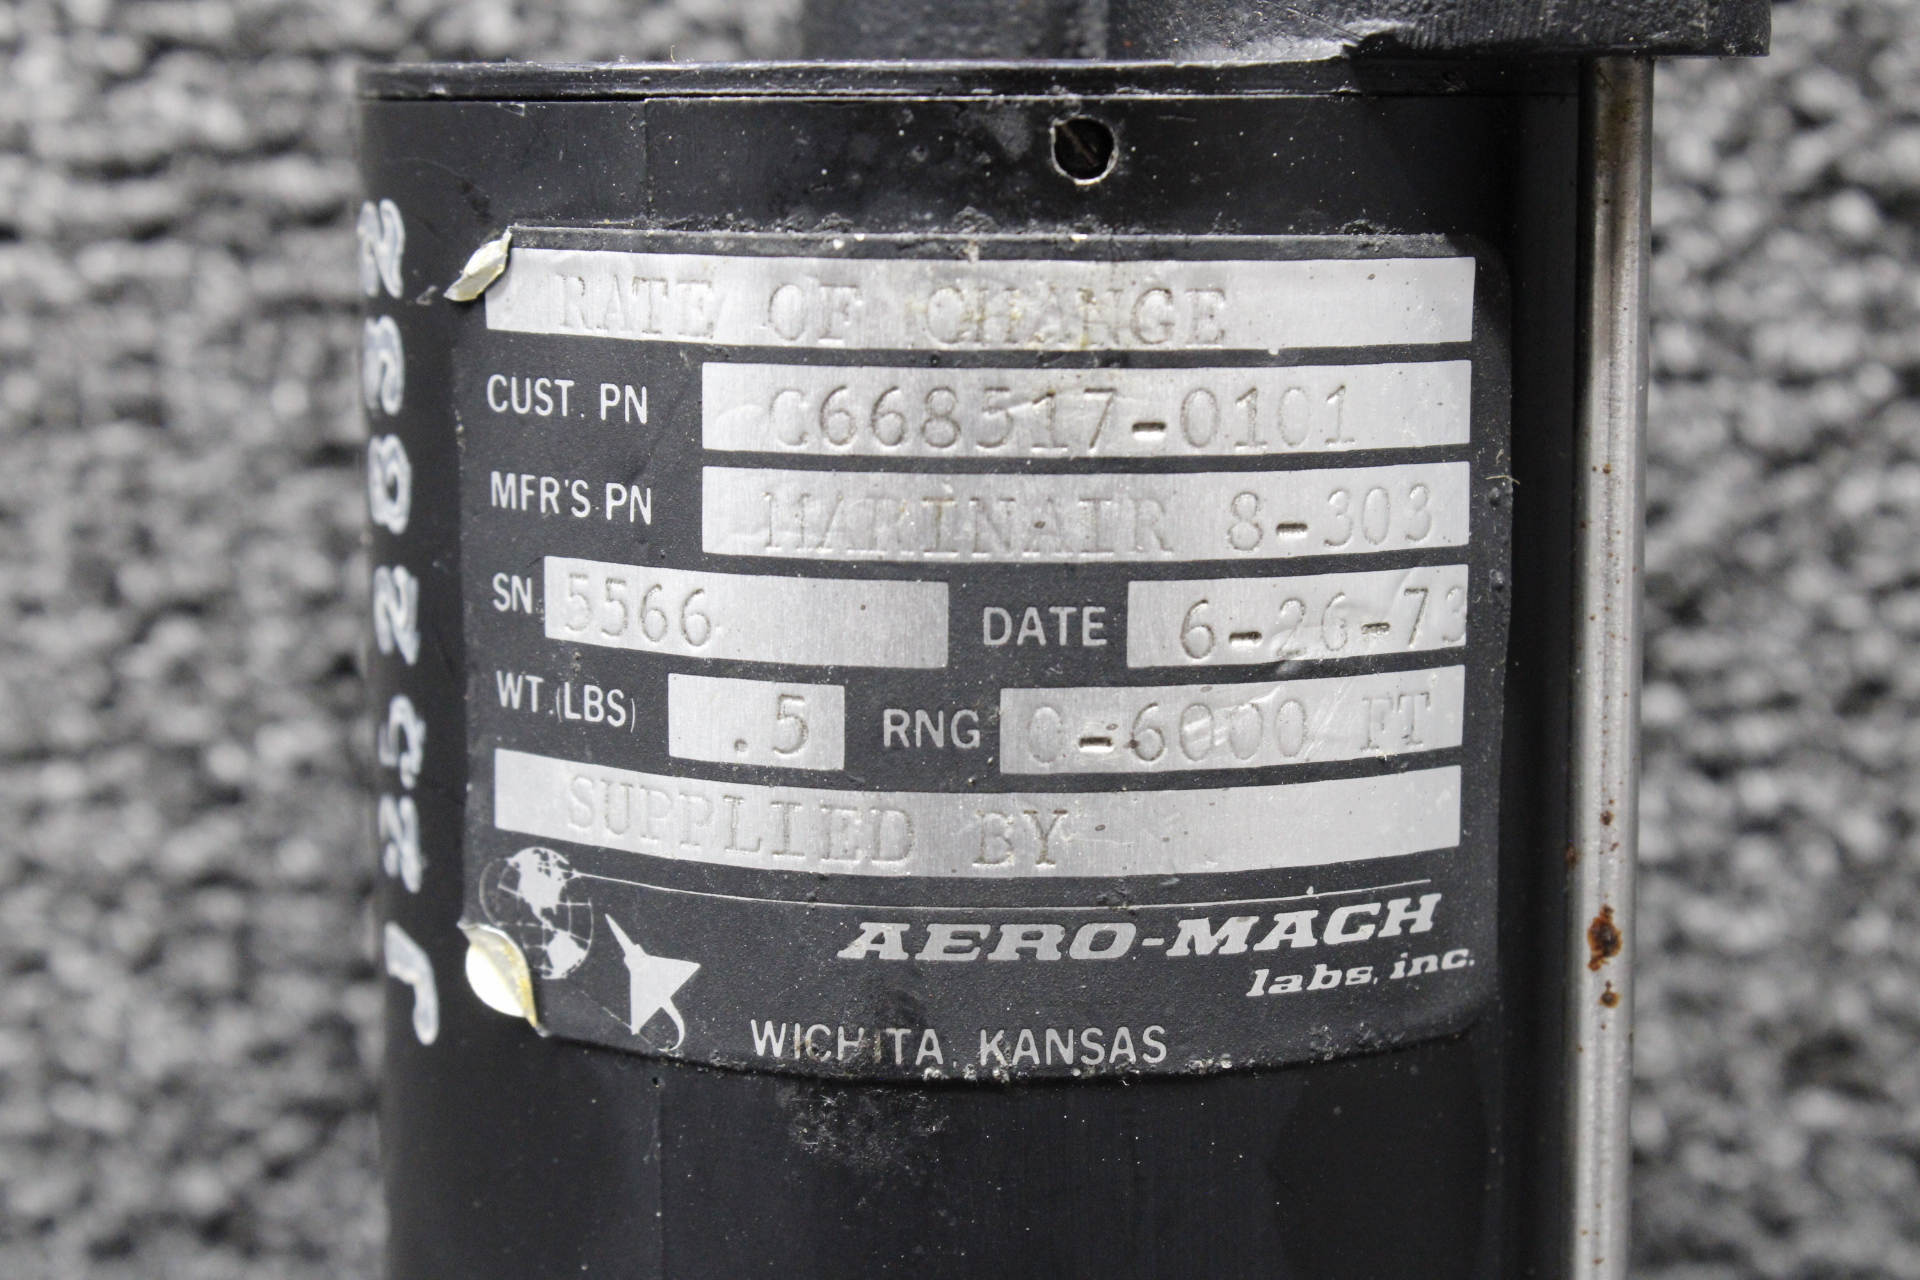 RATE OF CHANGE
CUST. PN C668517-0101
MFR'S PN MARINAIR 8-303
SN 5566 DATE 6-26-73
WT. (LBS) .5 RNG 0-6000 FT
SUPPLIED BY
AERO-MACH
labs, inc.
WICHITA, KANSAS